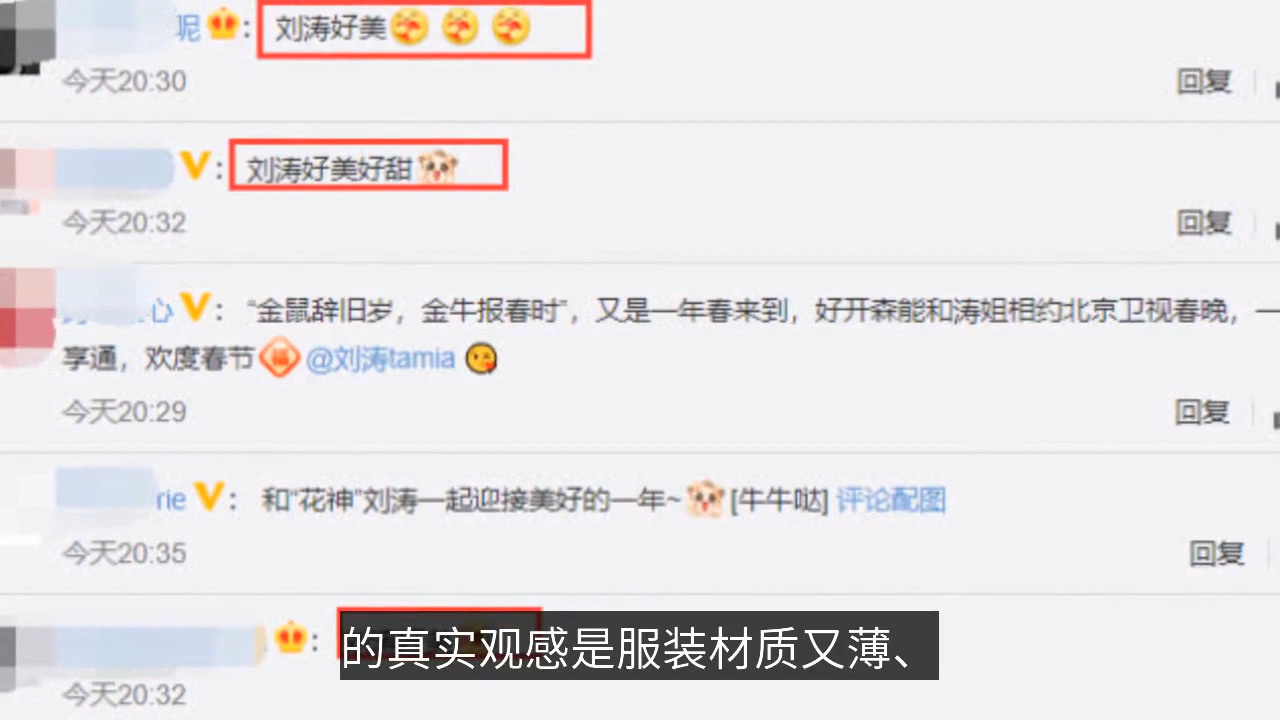 呢：刘涛好美
今天20:30 回复
：刘涛好美好甜
今天20:32 回复
心：“金鼠辞旧岁，金牛报春时”，又是一年春来到，好开森能和涛姐相约北京卫视春晚，一
享通，欢度春节 福 @刘涛tamia
今天20:29 回复
rie：和“花神”刘涛一起迎接美好的一年~ [牛牛哒] 评论配图
今天20:35 回复
：
的真实观感是服装材质又薄、
今天20:32